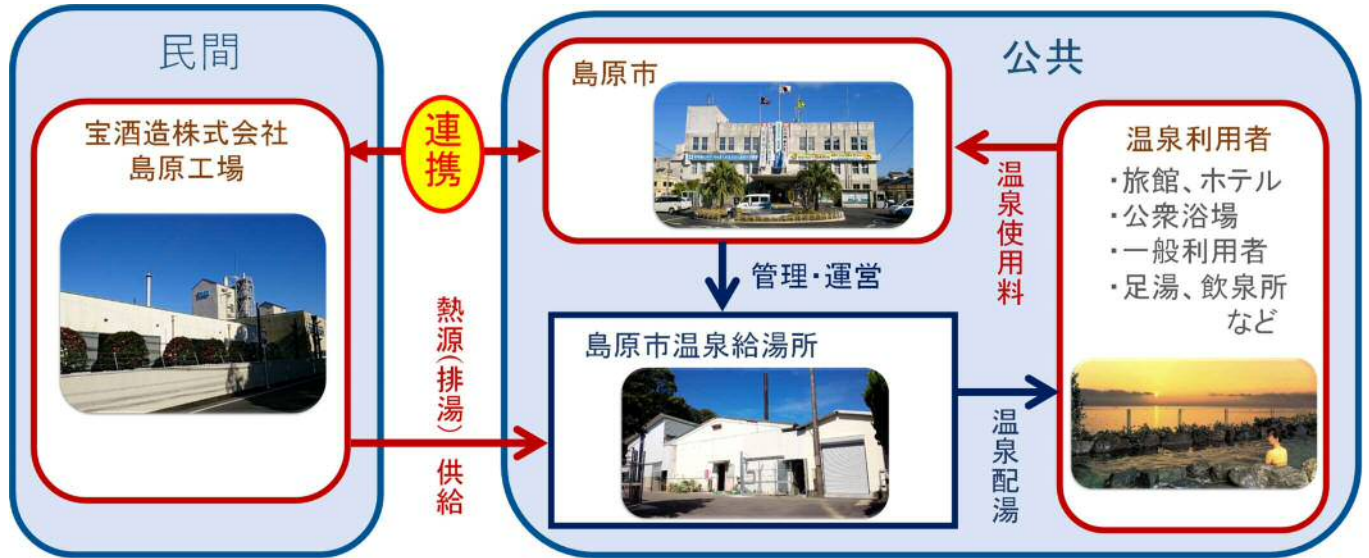 民間
宝酒造株式会社
島原工場
連携
熱源(排湯) 供給
公共
島原市
管理・運営
島原市温泉給湯所
温泉使用料
温泉配湯
温泉利用者
・旅館、ホテル
・公衆浴場
・一般利用者
・足湯、飲泉所
など